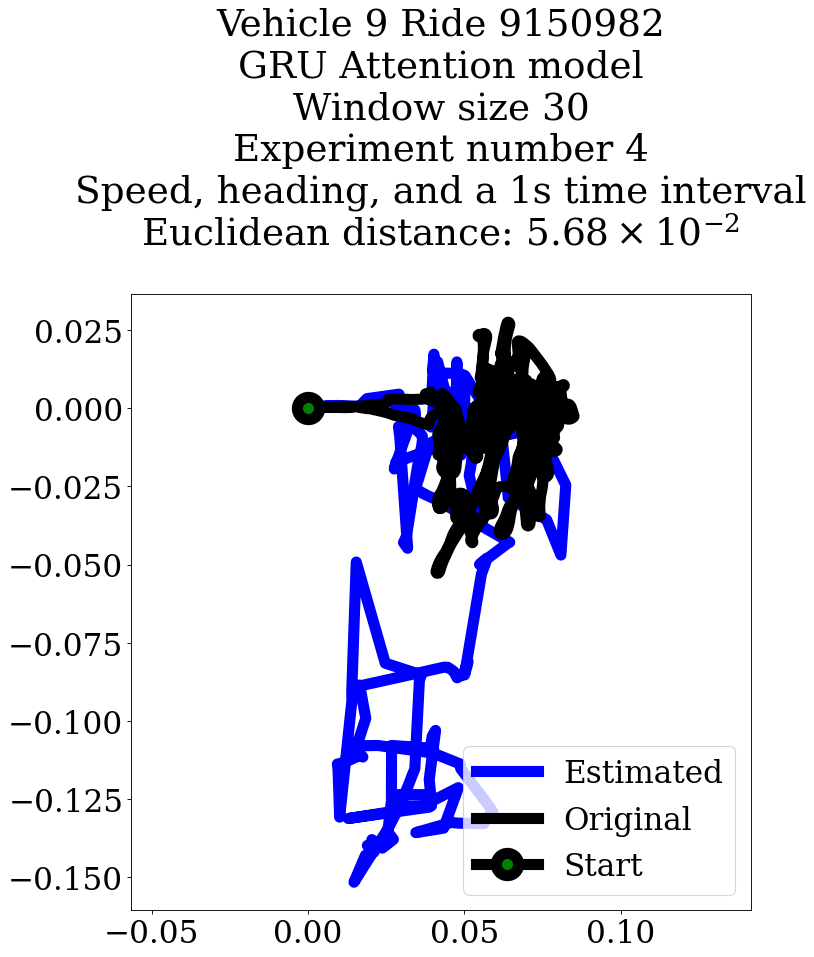 Vehicle 9 Ride 9150982
GRU Attention model
Window size 30
Experiment number 4
Speed, heading, and a 1s time interval
Euclidean distance: 5.68 × 10⁻²
0.025
0.000
−0.025
−0.050
−0.075
−0.100
−0.125
−0.150
−0.05
0.00
0.05
0.10
Estimated
Original
Start